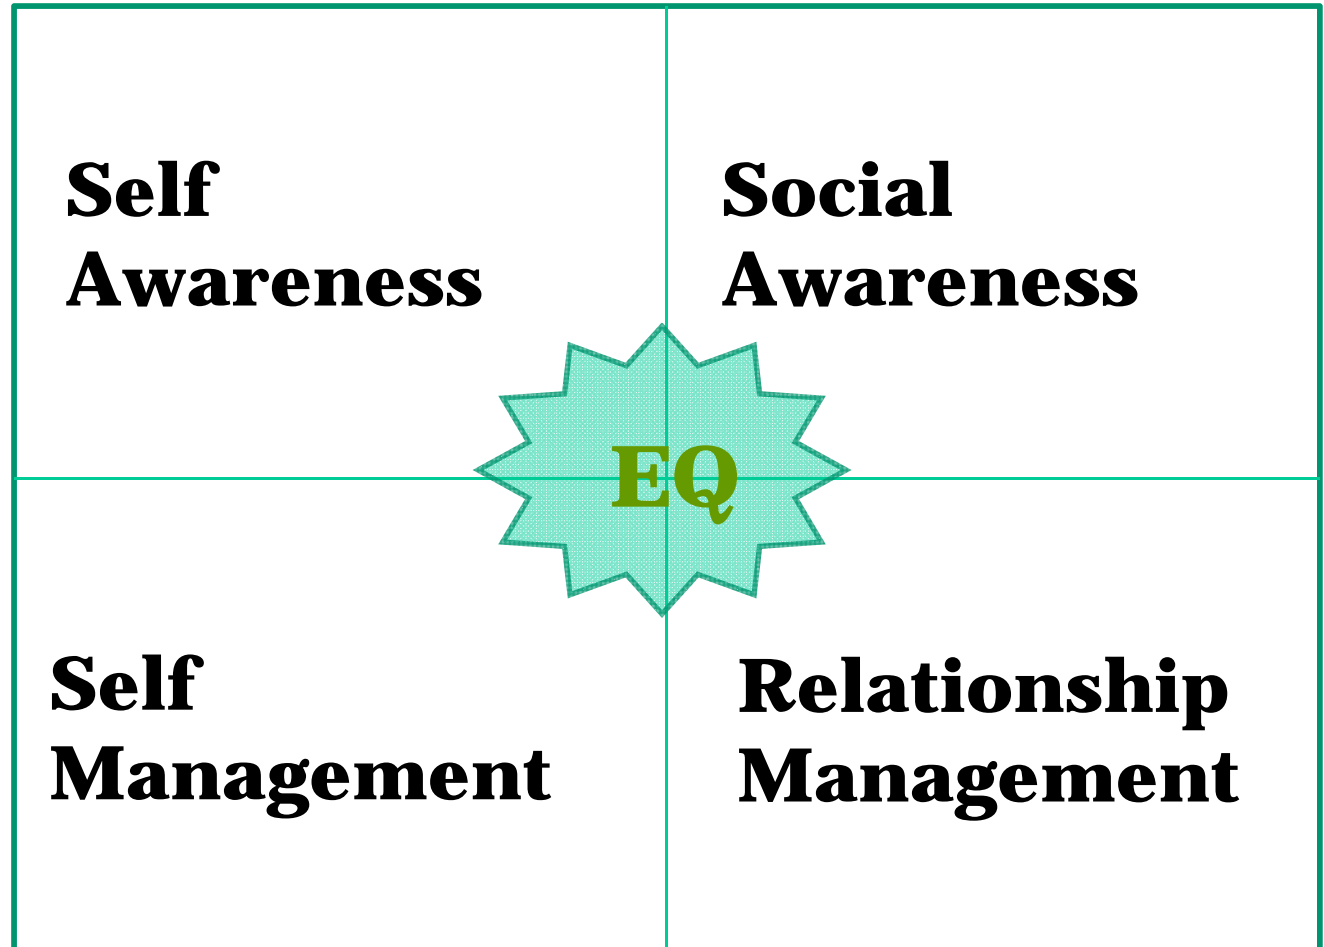 Self
Awareness
Social
Awareness
EQ
Self
Management
Relationship
Management